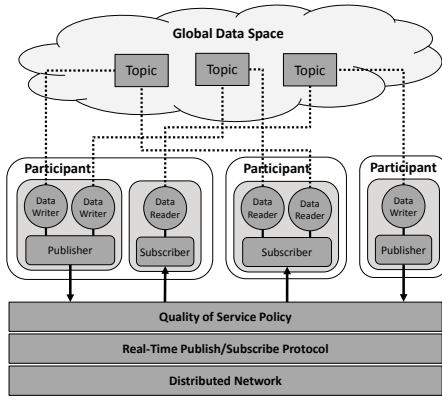 Global Data Space
Topic
Topic
Topic
Participant
Participant
Participant
Data
Writer
Data
Writer
Data
Reader
Data
Reader
Data
Reader
Data
Writer
Publisher
Subscriber
Subscriber
Publisher
Quality of Service Policy
Real-Time Publish/Subscribe Protocol
Distributed Network